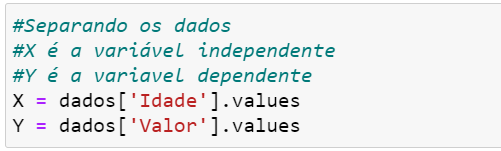 #Separando os dados
#X é a variável independente
#Y é a variavel dependente
X = dados['Idade'].values
Y = dados['Valor'].values